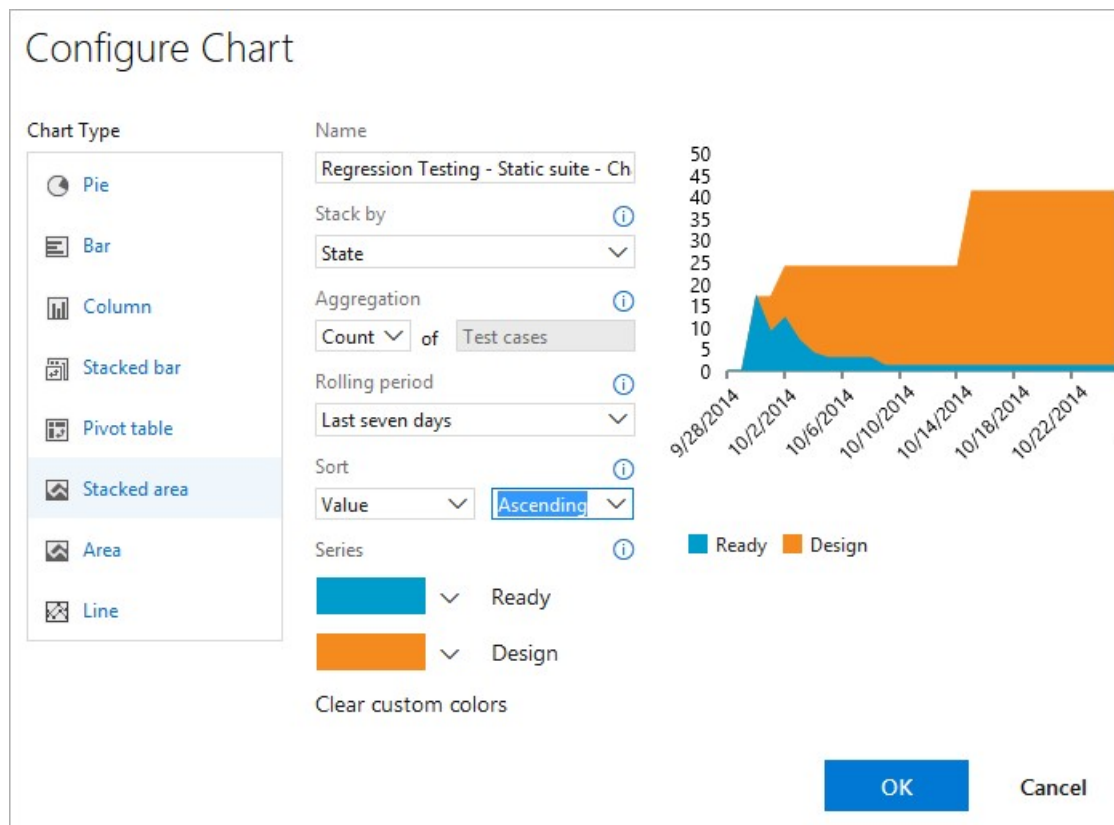 Configure Chart
Chart Type
Pie
Bar
Column
Stacked bar
Pivot table
Stacked area
Area
Line
Name
Regression Testing - Static suite - Ch
Stack by
State
Aggregation
Count of Test cases
Rolling period
Last seven days
Sort
Value Ascending
Series
Ready
Design
Clear custom colors
50
45
40
35
30
25
20
15
10
5
0
9/28/2014
10/2/2014
10/6/2014
10/10/2014
10/14/2014
10/18/2014
10/22/2014
Ready Design
OK Cancel